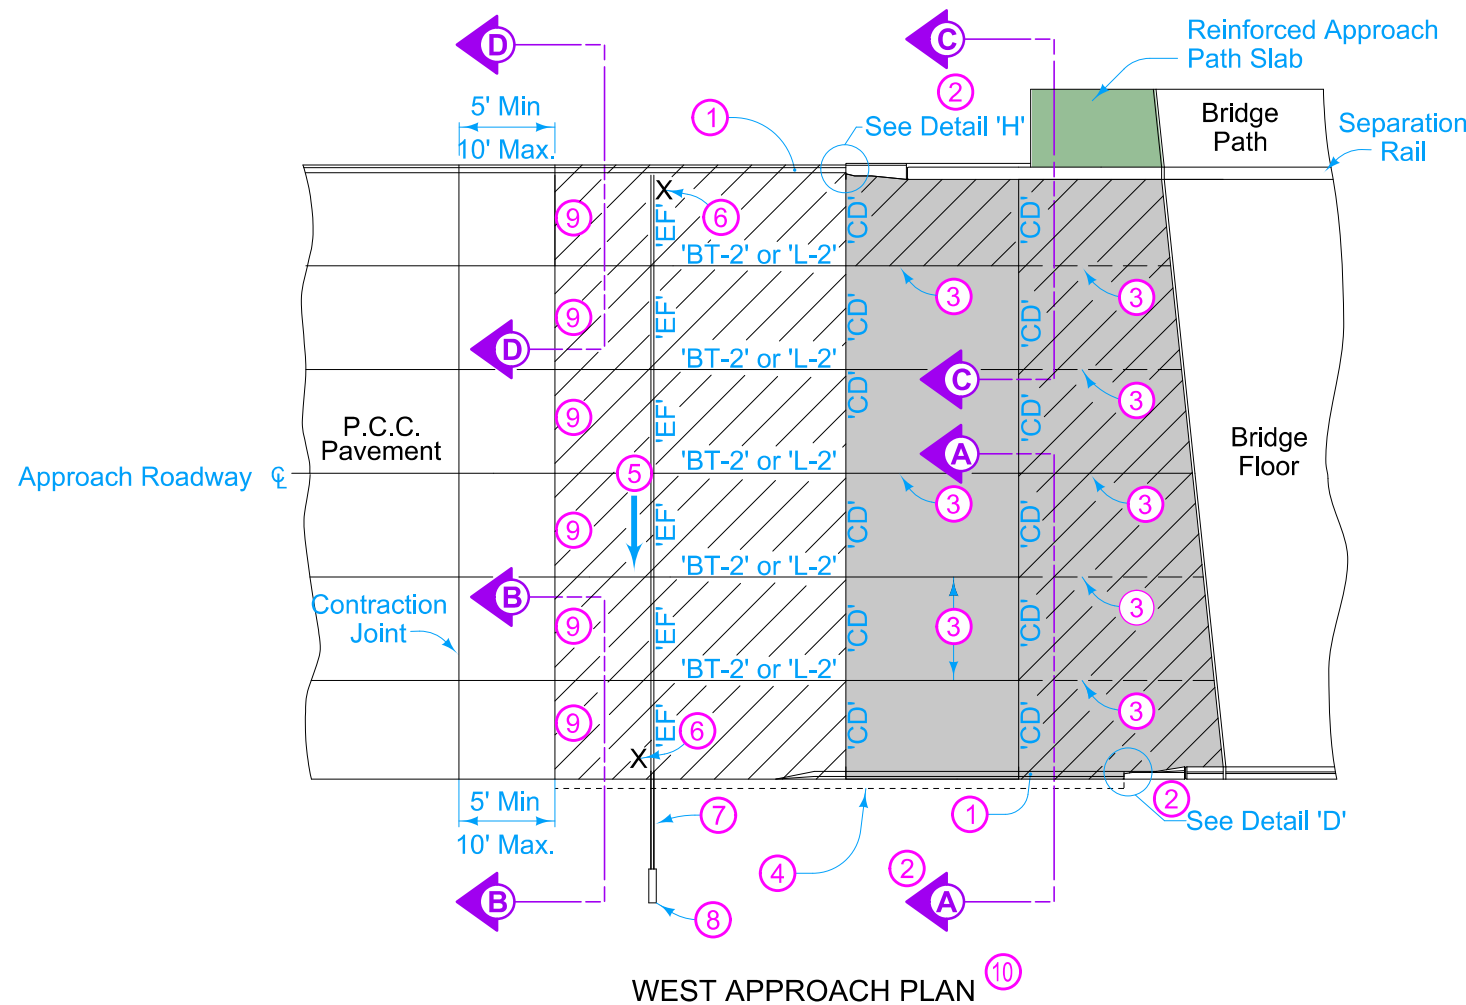 D
C
Reinforced Approach
Path Slab
5' Min
10' Max.
1
2
See Detail 'H'
Bridge
Path
Separation
Rail
9
'EF'
X
6
'CD'
'CD'
'BT-2' or 'L-2'
3
3
9
'EF'
'CD'
'CD'
D
'BT-2' or 'L-2'
C
3
9
'EF'
'CD'
'CD'
P.C.C.
Pavement
Bridge
Floor
A
'BT-2' or 'L-2'
Approach Roadway ℄
5
3
3
9
'EF'
'CD'
'CD'
'BT-2' or 'L-2'
B
Contraction
Joint
9
'EF'
'CD'
3
'CD'
3
'BT-2' or 'L-2'
9
'EF'
X
6
'CD'
'CD'
3
5' Min
10' Max.
7
1
2
See Detail 'D'
4
2
B
8
A
WEST APPROACH PLAN 10